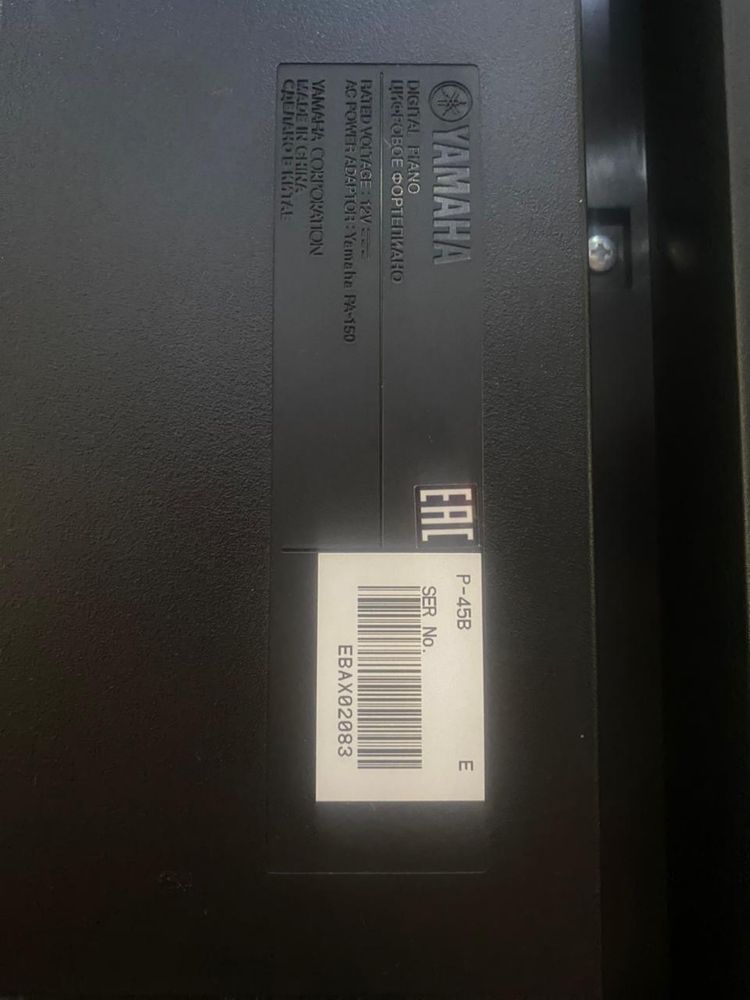 YAMAHA
DIGITAL PIANO
ЦИФРОВОЕ ФОРТЕПИАНО
RATED VOLTAGE: 12V
AC POWER ADAPTOR: Yamaha PA-150
YAMAHA CORPORATION
MADE IN CHINA
СДЕЛАНО В КИТАЕ
EAC
P-45B E
SER No.
EBAX02083